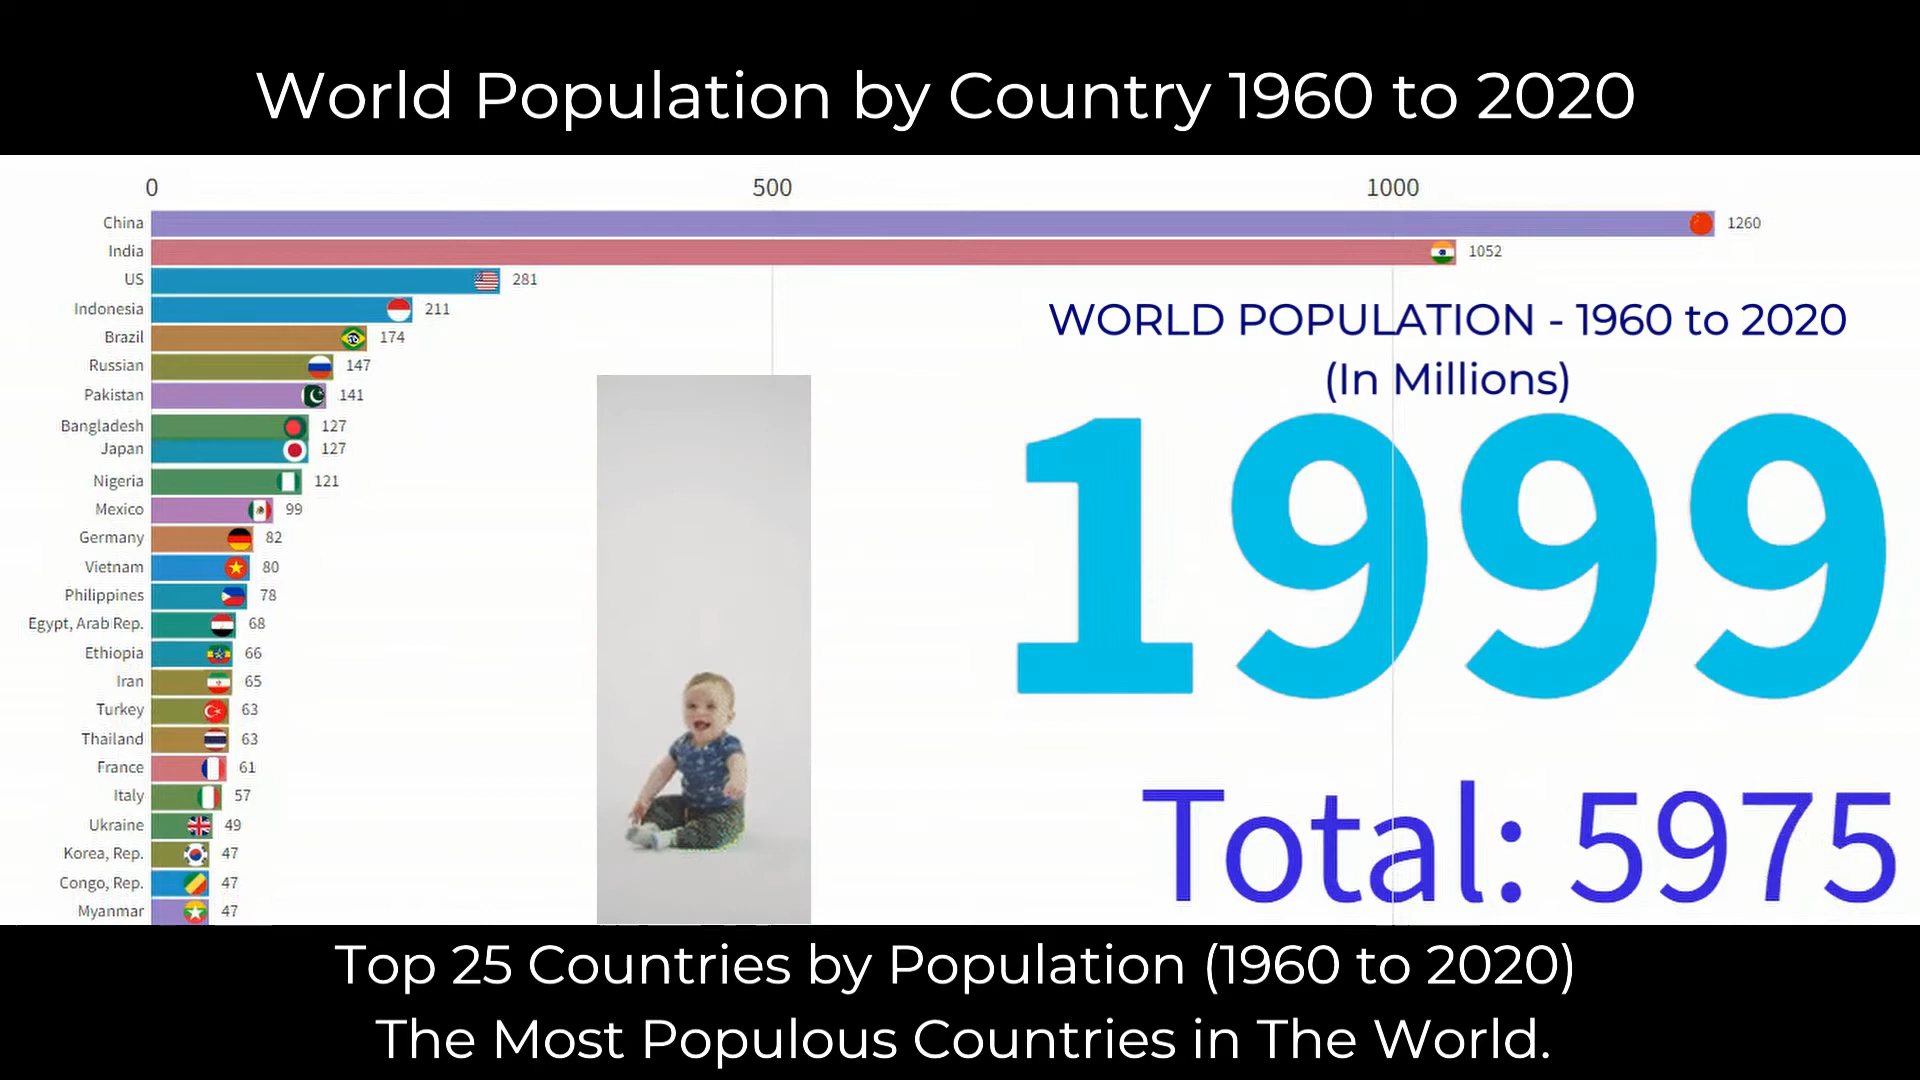 World Population by Country 1960 to 2020
0 500 1000
China 1260
India 1052
US 281
Indonesia 211
Brazil 174
Russian 147
Pakistan 141
Bangladesh 127
Japan 127
Nigeria 121
Mexico 99
Germany 82
Vietnam 80
Philippines 78
Egypt, Arab Rep. 68
Ethiopia 66
Iran 65
Turkey 63
Thailand 63
France 61
Italy 57
Ukraine 49
Korea, Rep. 47
Congo, Rep. 47
Myanmar 47
WORLD POPULATION - 1960 to 2020
(In Millions)
1999
Total: 5975
Top 25 Countries by Population (1960 to 2020)
The Most Populous Countries in The World.